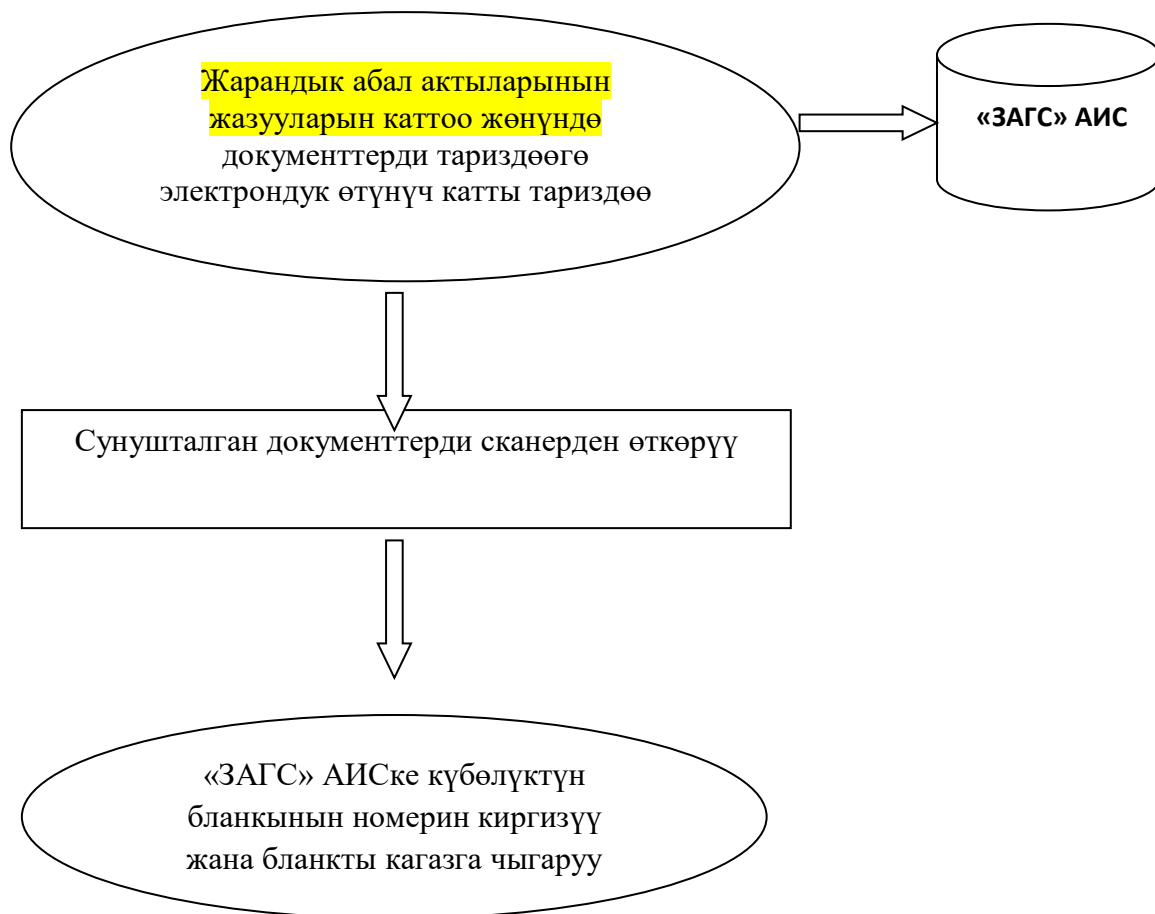 Жарандык абал актыларынын
жазууларын каттоо жөнүндө
документтерди тариздөөгө
электрондук өтүнүч катты тариздөө
«ЗАГС» АИС
Сунушталган документтерди сканерден өткөрүү
«ЗАГС» АИСке күбөлүктүн
бланкынын номерин киргизүү
жана бланкты кагазга чыгаруу